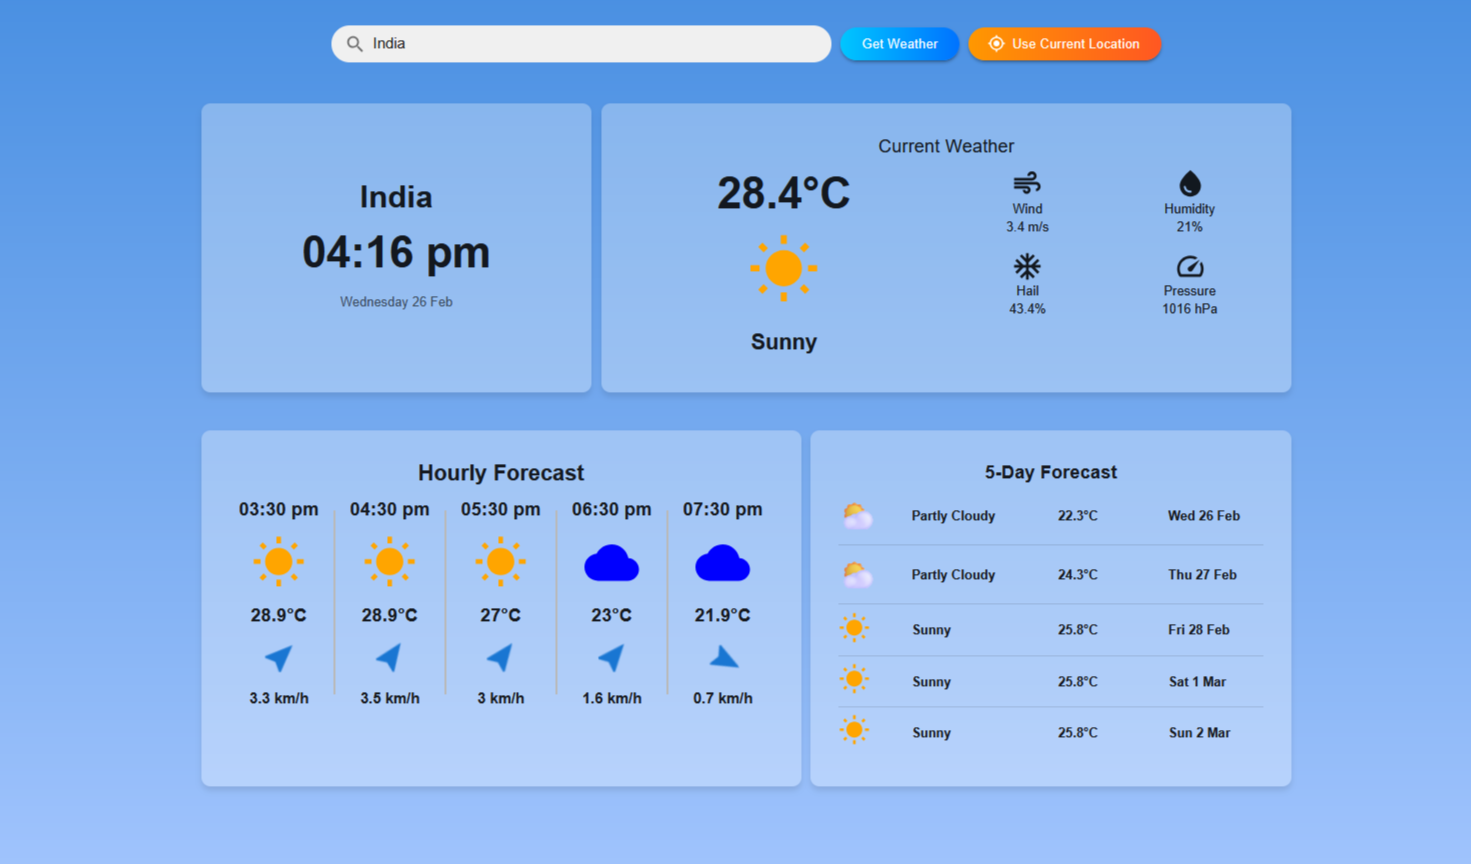 India
Get Weather
Use Current Location
India
04:16 pm
Wednesday 26 Feb
Current Weather
28.4°C
Sunny
Wind
3.4 m/s
Humidity
21%
Hail
43.4%
Pressure
1016 hPa
Hourly Forecast
03:30 pm 04:30 pm 05:30 pm 06:30 pm 07:30 pm
28.9°C 28.9°C 27°C 23°C 21.9°C
3.3 km/h 3.5 km/h 3 km/h 1.6 km/h 0.7 km/h
5-Day Forecast
Partly Cloudy 22.3°C Wed 26 Feb
Partly Cloudy 24.3°C Thu 27 Feb
Sunny 25.8°C Fri 28 Feb
Sunny 25.8°C Sat 1 Mar
Sunny 25.8°C Sun 2 Mar